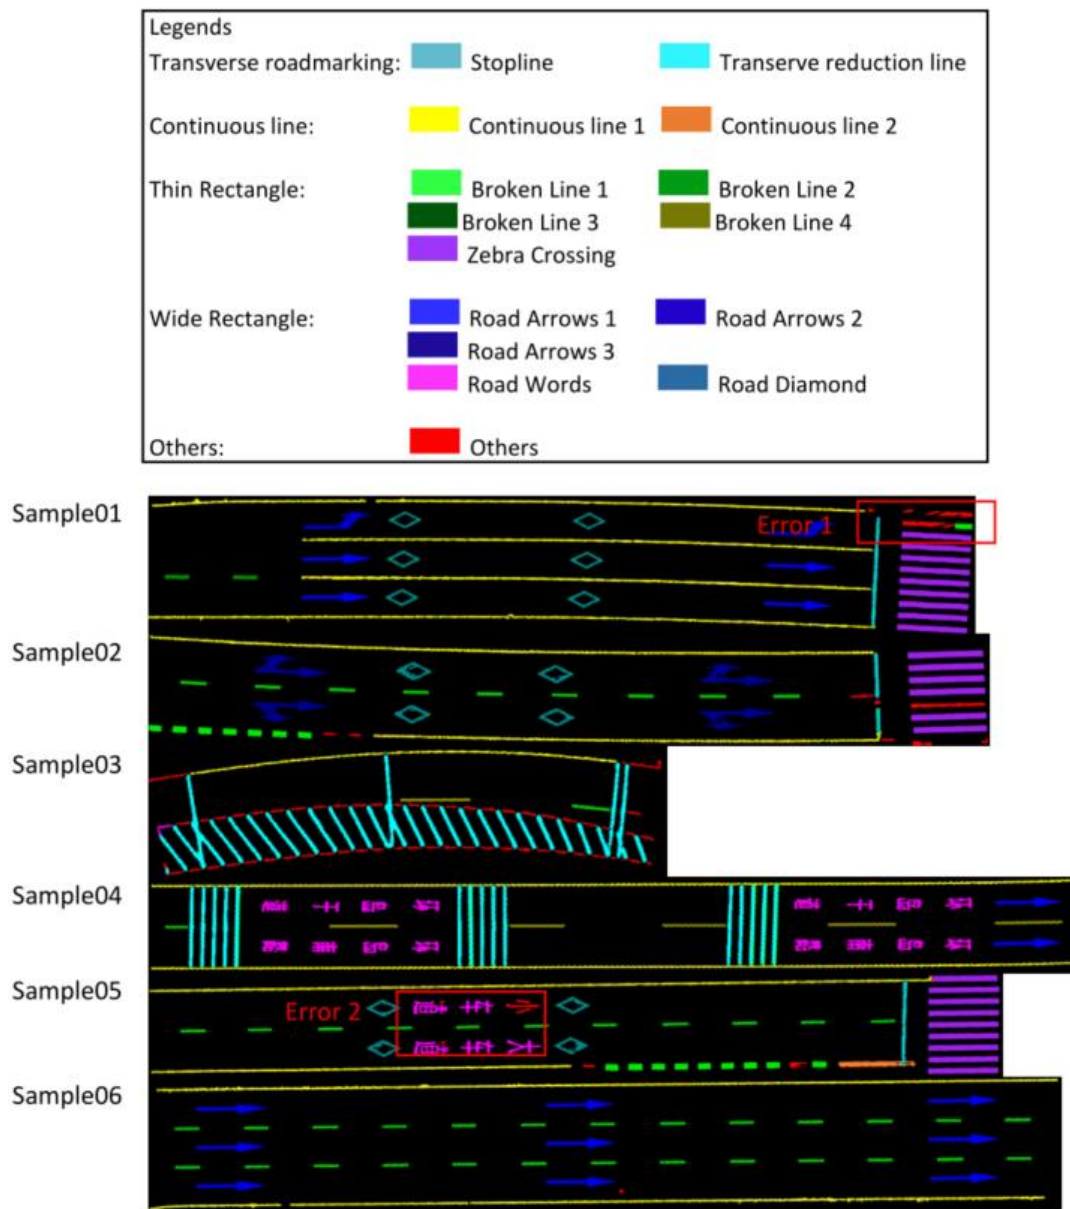 Legends
Transverse roadmarking: Stopline Transerve reduction line
Continuous line: Continuous line 1 Continuous line 2
Thin Rectangle: Broken Line 1 Broken Line 2
Broken Line 3 Broken Line 4
Zebra Crossing
Wide Rectangle: Road Arrows 1 Road Arrows 2
Road Arrows 3
Road Words Road Diamond
Others: Others
Sample01
Error 1
Sample02
Sample03
Sample04
Sample05
Error 2
Sample06